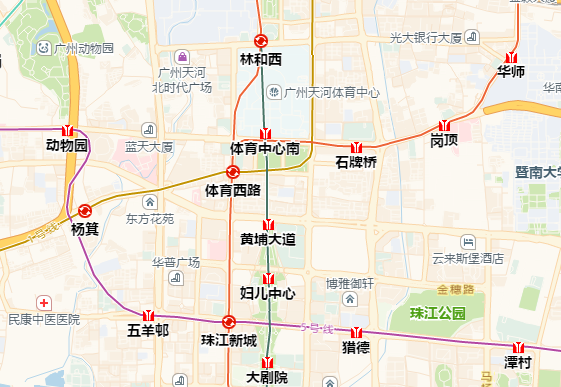 广州动物园
林和西
光大银行大厦
华师
广州天河
北时代广场
广州天河体育中心
动物园
蓝天大厦
体育中心南
石牌桥
岗顶
暨南大学
体育西路
东方花苑
杨箕
1号线
黄埔大道
华普广场
云来斯堡酒店
妇儿中心
博雅御轩
金穗路
珠江公园
民康中医医院
五羊邨
珠江新城
5号线
猎德
潭村
大剧院